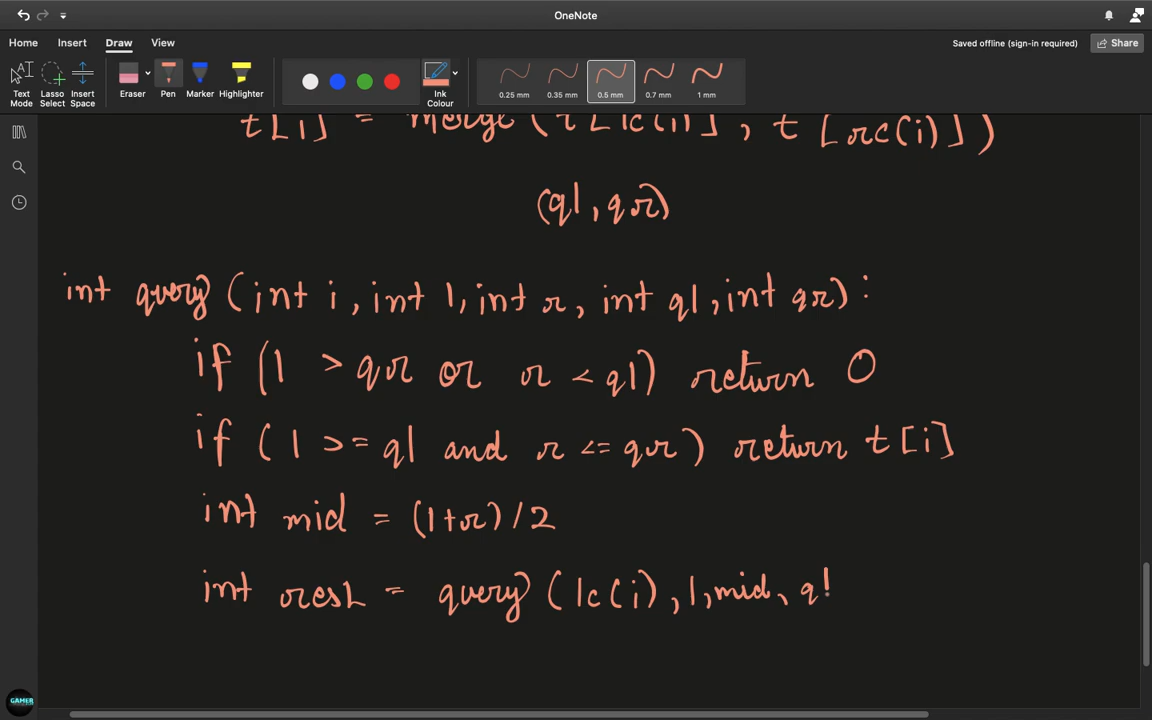 OneNote
Home Insert Draw View
Saved offline (sign-in required) Share
Text Mode Lasso Select Insert Space Eraser Pen Marker Highlighter Ink Colour 0.25 mm 0.35 mm 0.5 mm 0.7 mm 1 mm
t[i] = merge (t[lc(i)], t[rc(i)])
(ql, qr)
int query (int i, int l, int r, int ql, int qr):
if (l > qr or r < ql) return 0
if (l >= ql and r <= qr) return t[i]
int mid = (l+r)/2
int resL = query (lc(i), l, mid, ql
GAMER